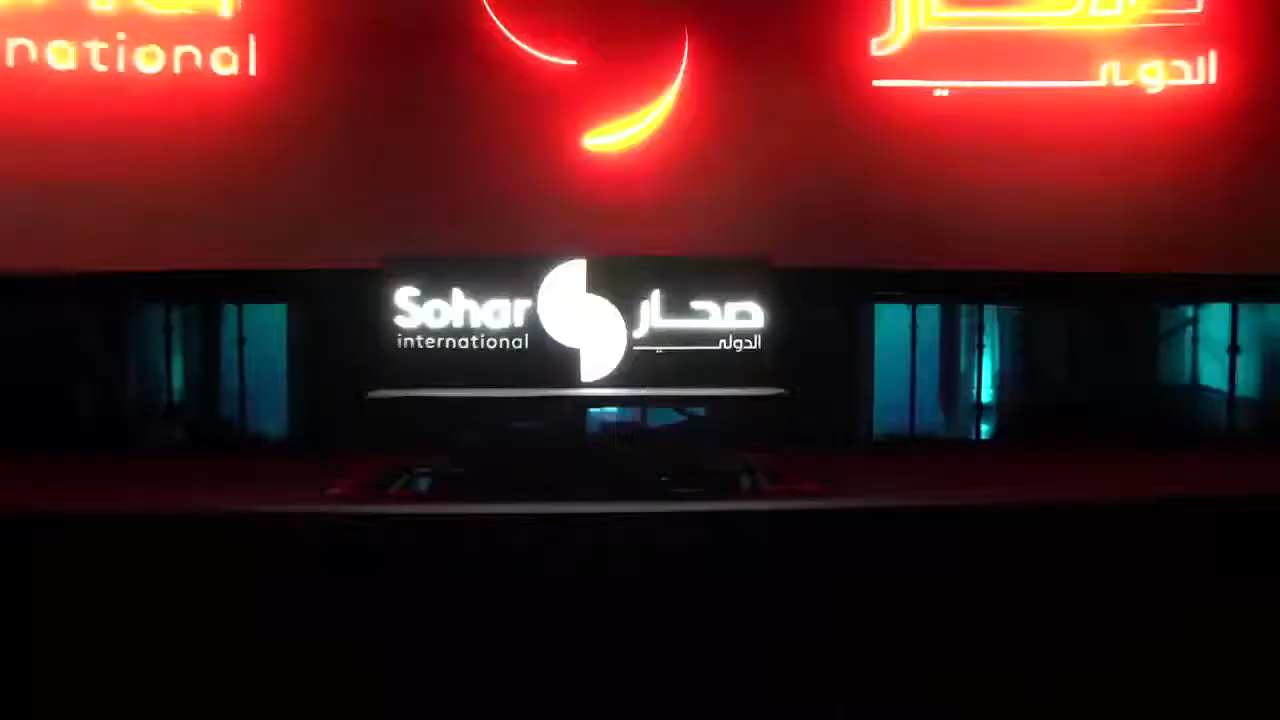 national
الدولي
Sohar
international
صحار
الدولي